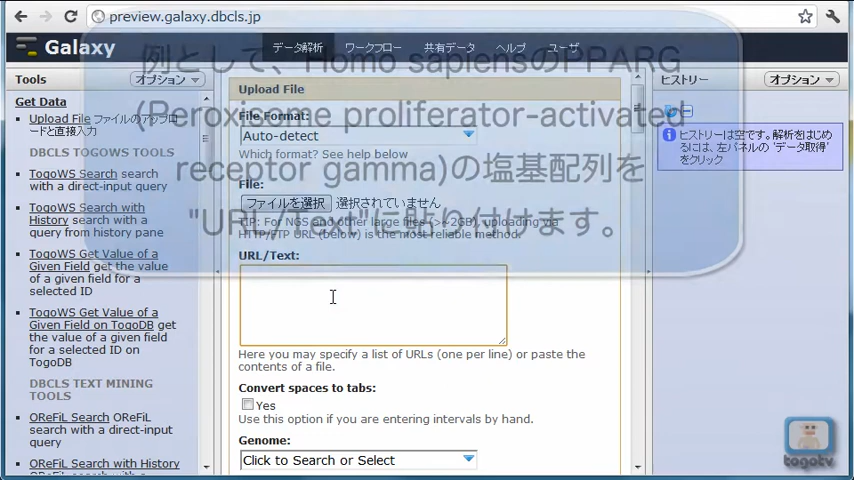 preview.galaxy.dbcls.jp
Galaxy
データ解析 ワークフロー 共有データ ヘルプ ユーザ
例として、Homo sapiensのPPARG
(Peroxisome proliferator-activated
receptor gamma)の塩基配列を
"URL/Text"に貼り付けます。
Tools オプション
Get Data
Upload File ファイルのアップロ
ードと直接入力
DBCLS TOGOWS TOOLS
TogoWS Search search
with a direct-input query
TogoWS Search with
History search with a
query from history pane
TogoWS Get Value of a
Given Field get the value
of a given field for a
selected ID
TogoWS Get Value of a
Given Field on TogoDB get
the value of a given field
for a selected ID on
TogoDB
DBCLS TEXT MINING
TOOLS
OReFiL Search OReFiL
search with a direct-input
query
OReFiL Search with History
Upload File
File Format:
Auto-detect
Which format? See help below
File:
ファイルを選択 選択されていません
TIP: For NGS and other large files (>~2GB), uploading via
HTTP/FTP URL (below) is the most reliable method.
URL/Text:
Here you may specify a list of URLs (one per line) or paste the
contents of a file.
Convert spaces to tabs:
Yes
Use this option if you are entering intervals by hand.
Genome:
Click to Search or Select
ヒストリー オプション
ヒストリーは空です。解析をはじめ
るには、左パネルの 'データ取得'
をクリック
togotv